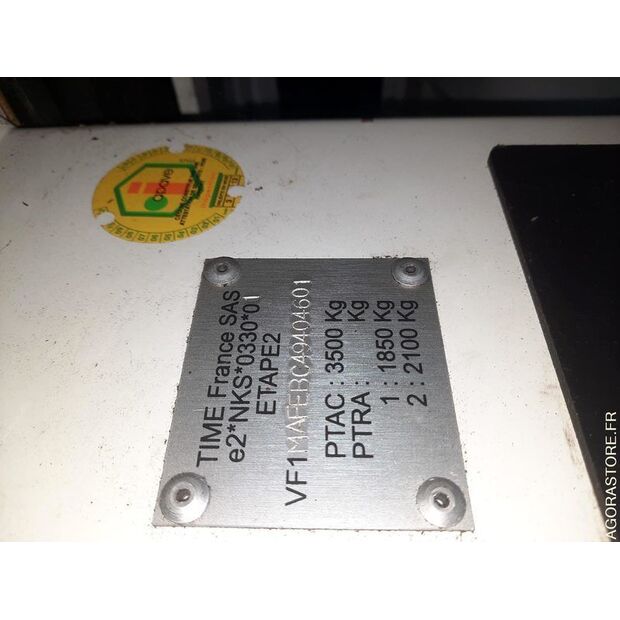 TIME France SAS
e2*NKS*0330*01
ETAPE2
VF1MAFEBC49404601
PTAC : 3500 Kg
PTRA : Kg
1 : 1850 Kg
2 : 2100 Kg
apave
AGORASTORE.FR